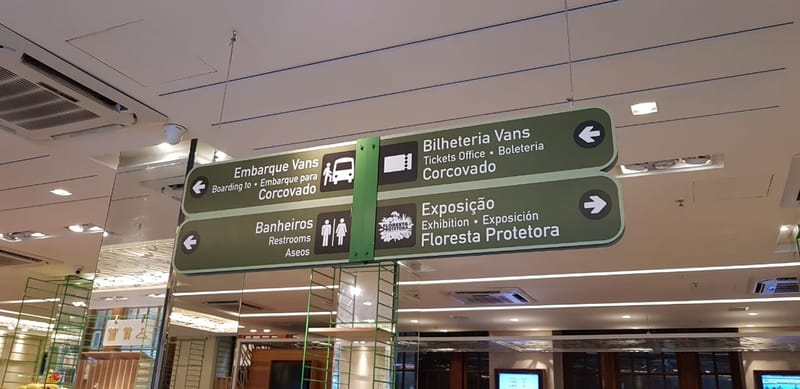 Embarque Vans
Boarding to • Embarque para
Corcovado
Bilheteria Vans
Tickets Office • Boleteria
Corcovado
Banheiros
Restrooms
Aseos
Exposição
Exhibition • Exposición
Floresta Protetora